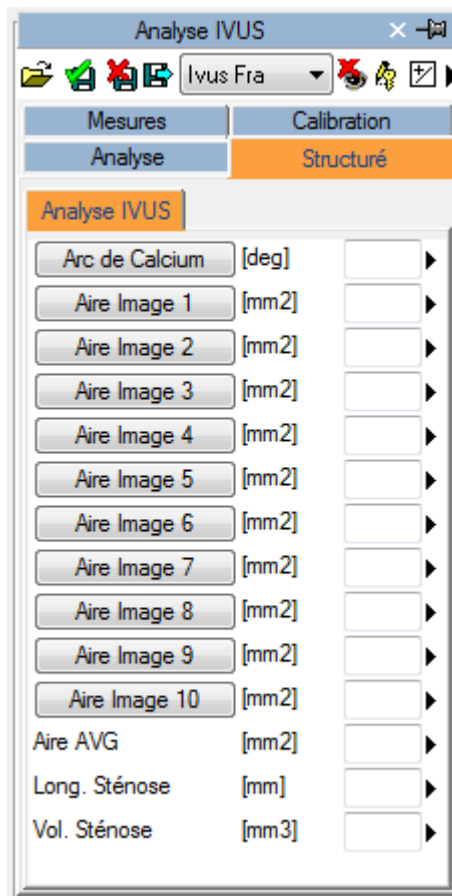 Analyse IVUS
Ivus Fra
Mesures Calibration
Analyse Structuré
Analyse IVUS
Arc de Calcium [deg]
Aire Image 1 [mm2]
Aire Image 2 [mm2]
Aire Image 3 [mm2]
Aire Image 4 [mm2]
Aire Image 5 [mm2]
Aire Image 6 [mm2]
Aire Image 7 [mm2]
Aire Image 8 [mm2]
Aire Image 9 [mm2]
Aire Image 10 [mm2]
Aire AVG [mm2]
Long. Sténose [mm]
Vol. Sténose [mm3]